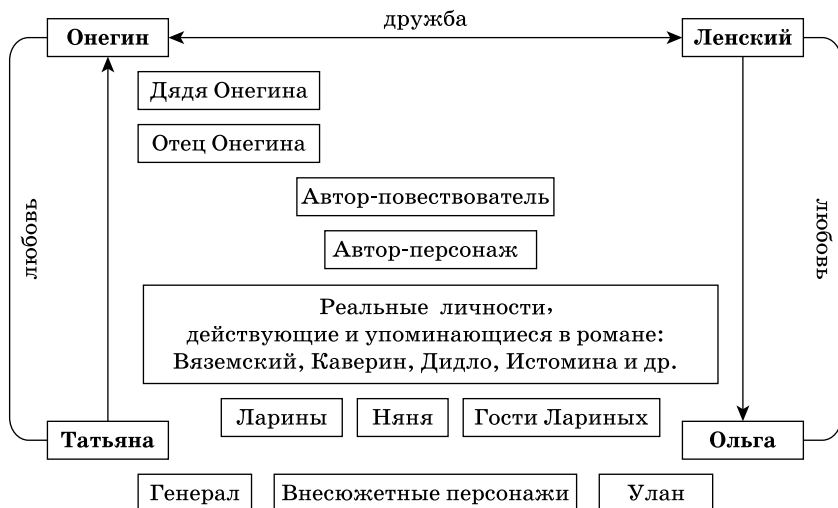 дружба
Онегин
Ленский
Дядя Онегина
Отец Онегина
Автор-повествователь
Автор-персонаж
любовь
любовь
Реальные личности,
действующие и упоминающиеся в романе:
Вяземский, Каверин, Дидло, Истомина и др.
Ларины
Няня
Гости Лариных
Татьяна
Ольга
Генерал
Внесюжетные персонажи
Улан